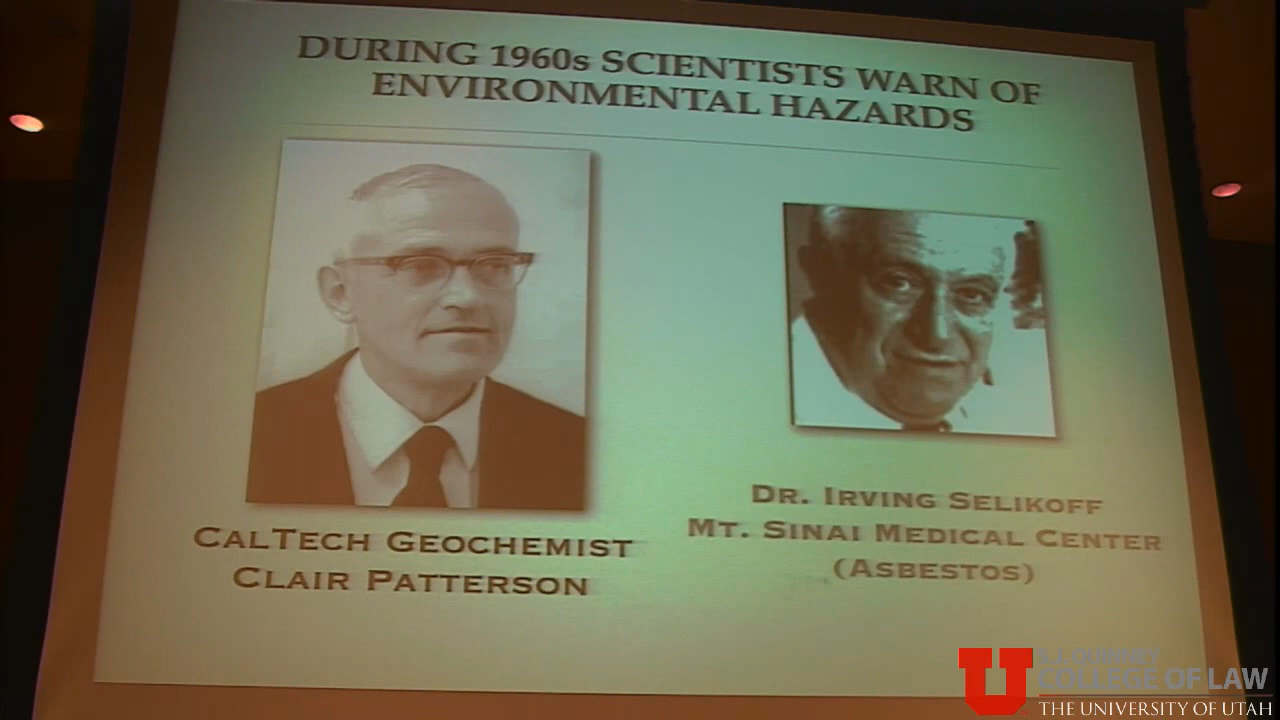 DURING 1960s SCIENTISTS WARN OF
ENVIRONMENTAL HAZARDS
CALTECH GEOCHEMIST
CLAIR PATTERSON
DR. IRVING SELIKOFF
MT. SINAI MEDICAL CENTER
(ASBESTOS)
U
S.J. QUINNEY
COLLEGE OF LAW
THE UNIVERSITY OF UTAH